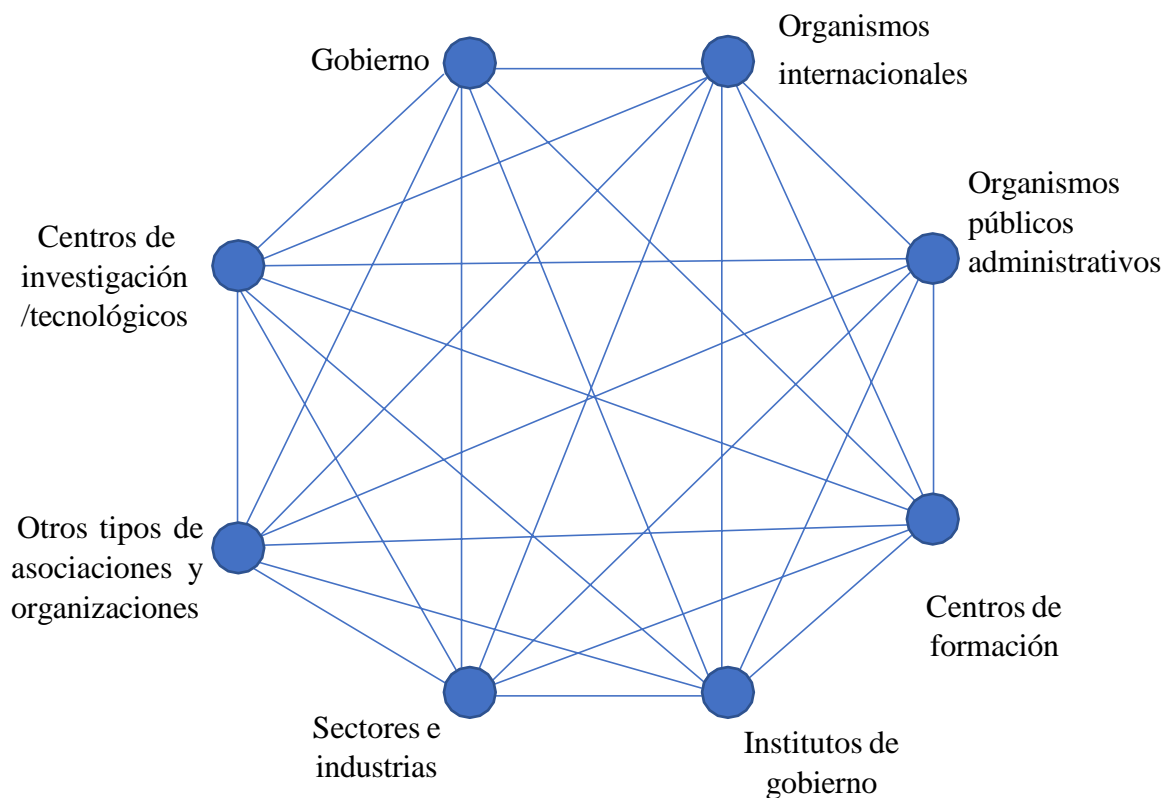 Gobierno
Organismos
internacionales
Organismos
públicos
administrativos
Centros de
investigación
/tecnológicos
Otros tipos de
asociaciones y
organizaciones
Centros de
formación
Sectores e
industrias
Institutos de
gobierno